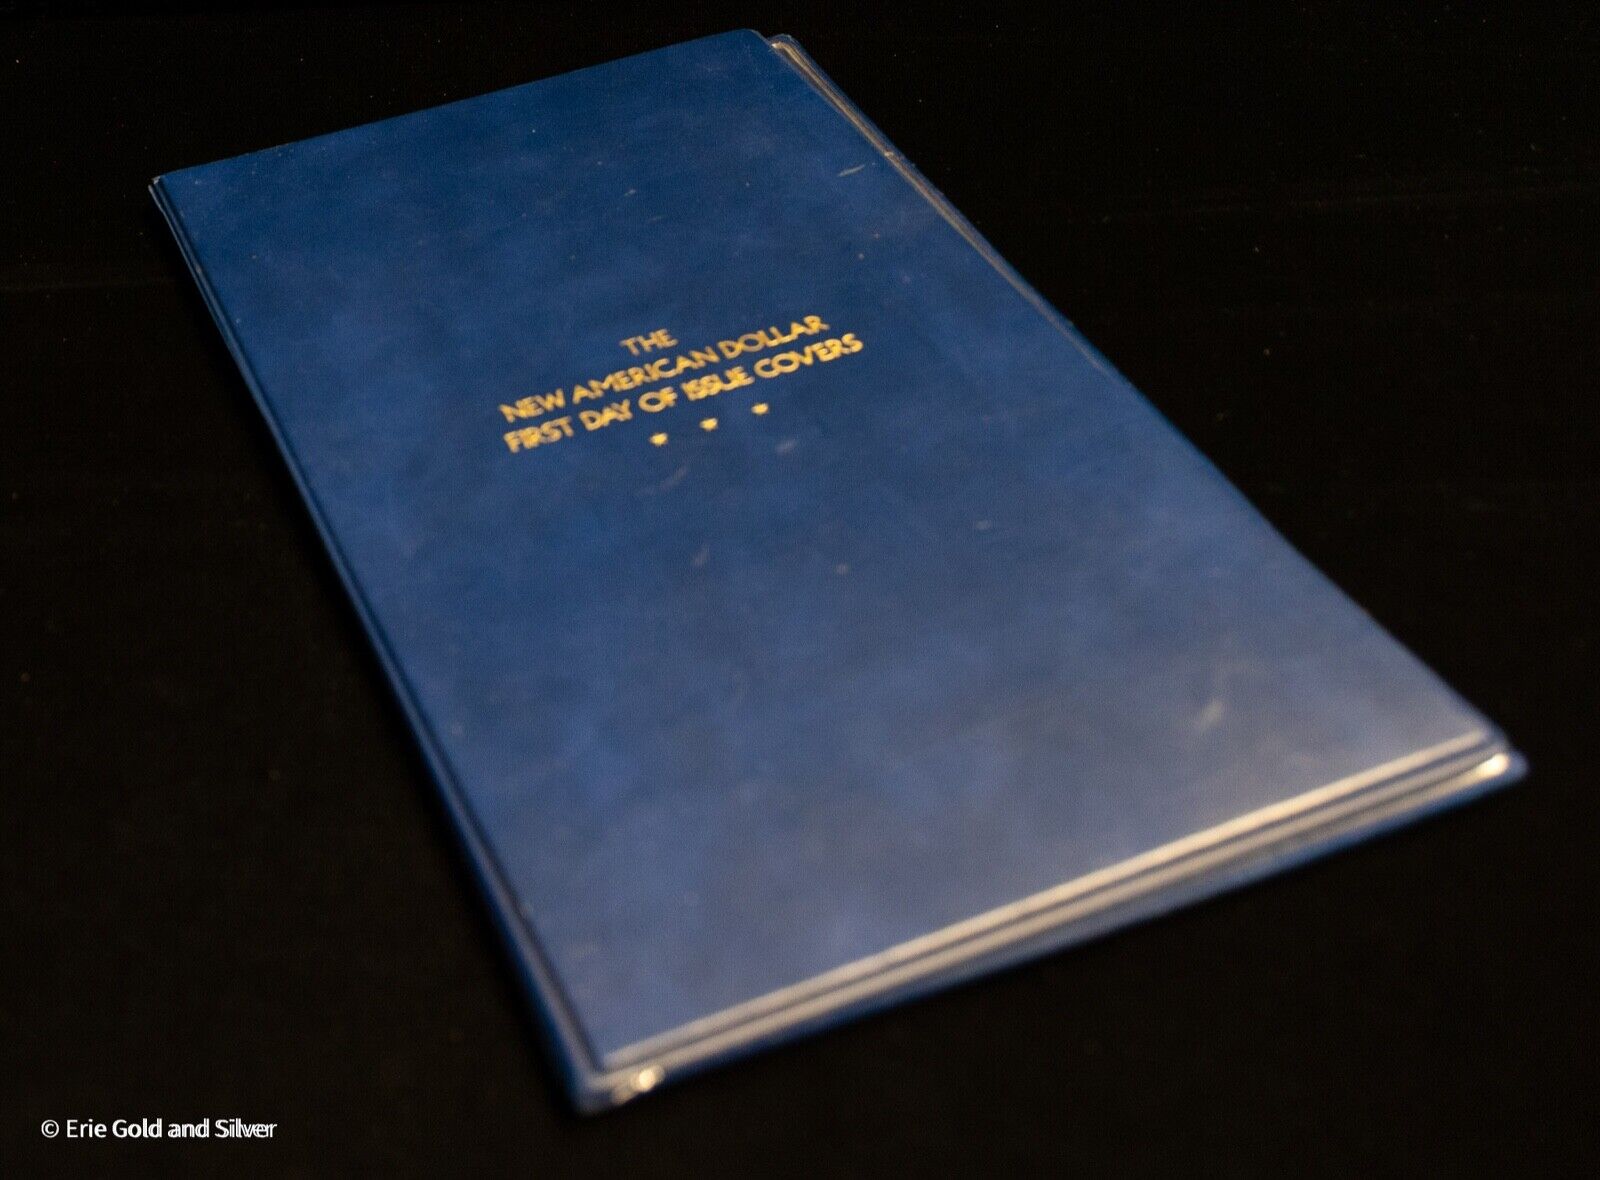 THE
NEW AMERICAN DOLLAR
FIRST DAY OF ISSUE COVERS
© Erie Gold and Silver